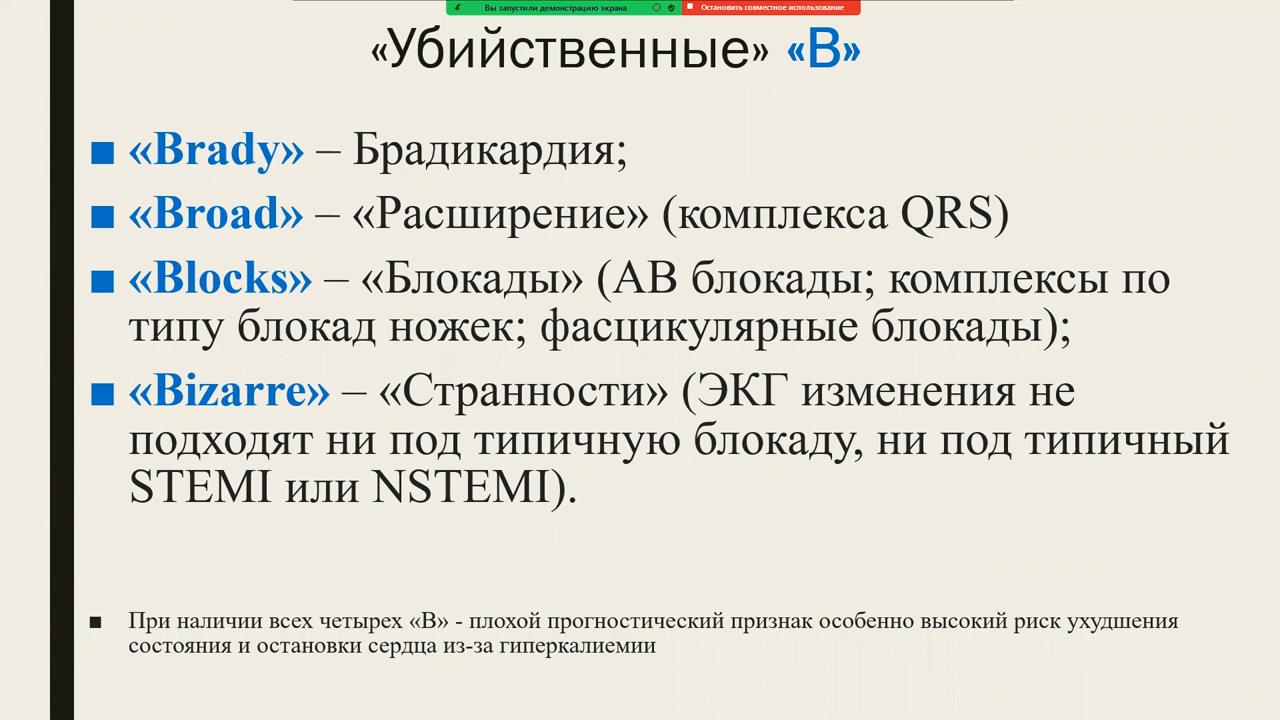 Вы запустили демонстрацию экрана
Остановить совместное использование
«Убийственные» «B»
■ «Brady» – Брадикардия;
■ «Broad» – «Расширение» (комплекса QRS)
■ «Blocks» – «Блокады» (АВ блокады; комплексы по
типу блокад ножек; фасцикулярные блокады);
■ «Bizarre» – «Странности» (ЭКГ изменения не
подходят ни под типичную блокаду, ни под типичный
STEMI или NSTEMI).
■ При наличии всех четырех «В» - плохой прогностический признак особенно высокий риск ухудшения
состояния и остановки сердца из-за гиперкалиемии